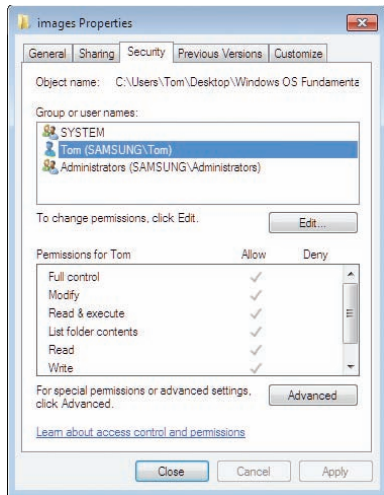 images Properties
General Sharing Security Previous Versions Customize
Object name: C:\Users\Tom\Desktop\Windows OS Fundamenta
Group or user names:
SYSTEM
Tom (SAMSUNG\Tom)
Administrators (SAMSUNG\Administrators)
To change permissions, click Edit.
Edit...
Permissions for Tom Allow Deny
Full control
Modify
Read & execute
List folder contents
Read
Write
For special permissions or advanced settings,
click Advanced.
Advanced
Learn about access control and permissions
Close Cancel Apply